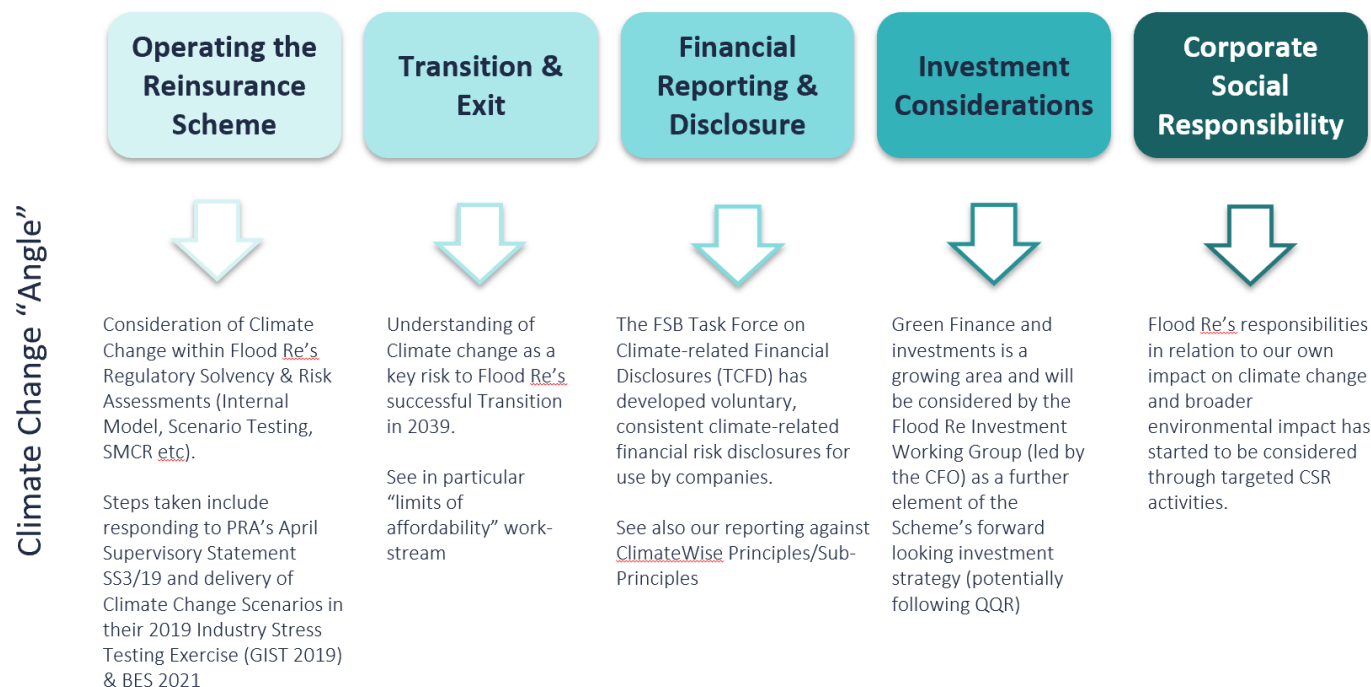 Operating the
Reinsurance
Scheme
Transition &
Exit
Financial
Reporting &
Disclosure
Investment
Considerations
Corporate
Social
Responsibility
Climate Change “Angle”
Consideration of Climate
Change within Flood Re’s
Regulatory Solvency & Risk
Assessments (Internal
Model, Scenario Testing,
SMCR etc).
Steps taken include
responding to PRA’s April
Supervisory Statement
SS3/19 and delivery of
Climate Change Scenarios in
their 2019 Industry Stress
Testing Exercise (GIST 2019)
& BES 2021
Understanding of
Climate change as a
key risk to Flood Re’s
successful Transition
in 2039.
See in particular
“limits of
affordability” work-
stream
The FSB Task Force on
Climate-related Financial
Disclosures (TCFD) has
developed voluntary,
consistent climate-related
financial risk disclosures for
use by companies.
See also our reporting against
ClimateWise Principles/Sub-
Principles
Green Finance and
investments is a
growing area and will
be considered by the
Flood Re Investment
Working Group (led by
the CFO) as a further
element of the
Scheme’s forward
looking investment
strategy (potentially
following QQR)
Flood Re’s responsibilities
in relation to our own
impact on climate change
and broader
environmental impact has
started to be considered
through targeted CSR
activities.